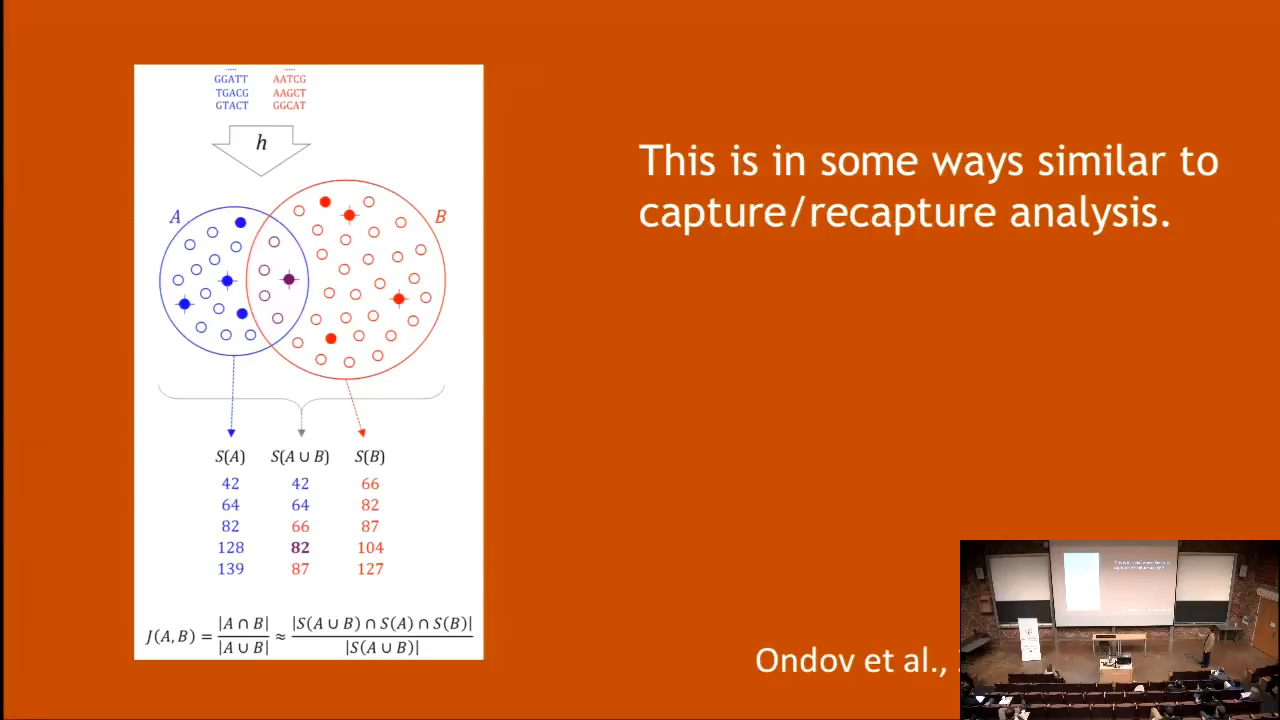 GGATT AATCG
TGACG AAGCT
GTACT GGCAT
h
A B
S(A) S(A ∪ B) S(B)
42 42 66
64 64 82
82 66 87
128 82 104
139 87 127
J(A, B) = |A ∩ B| / |A ∪ B| ≈ |S(A ∪ B) ∩ S(A) ∩ S(B)| / |S(A ∪ B)|
This is in some ways similar to
capture/recapture analysis.
Ondov et al.,